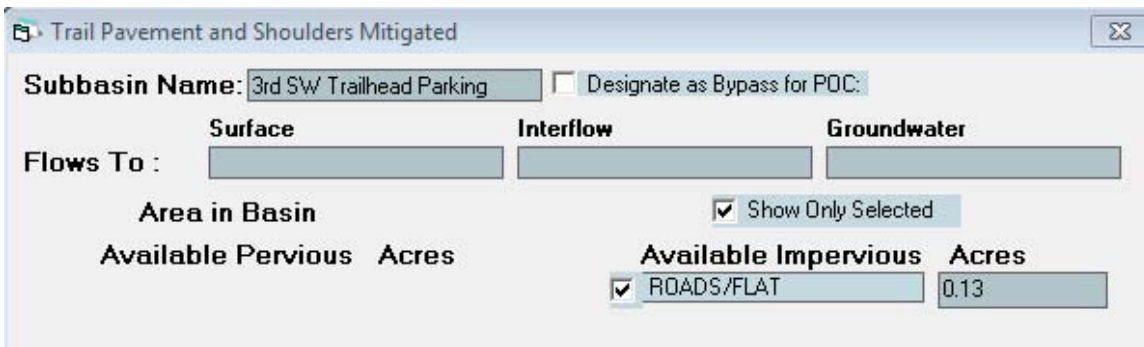 Trail Pavement and Shoulders Mitigated
Subbasin Name: 3rd SW Trailhead Parking Designate as Bypass for POC:
Surface Interflow Groundwater
Flows To :
Area in Basin Show Only Selected
Available Pervious Acres Available Impervious Acres
ROADS/FLAT 0.13